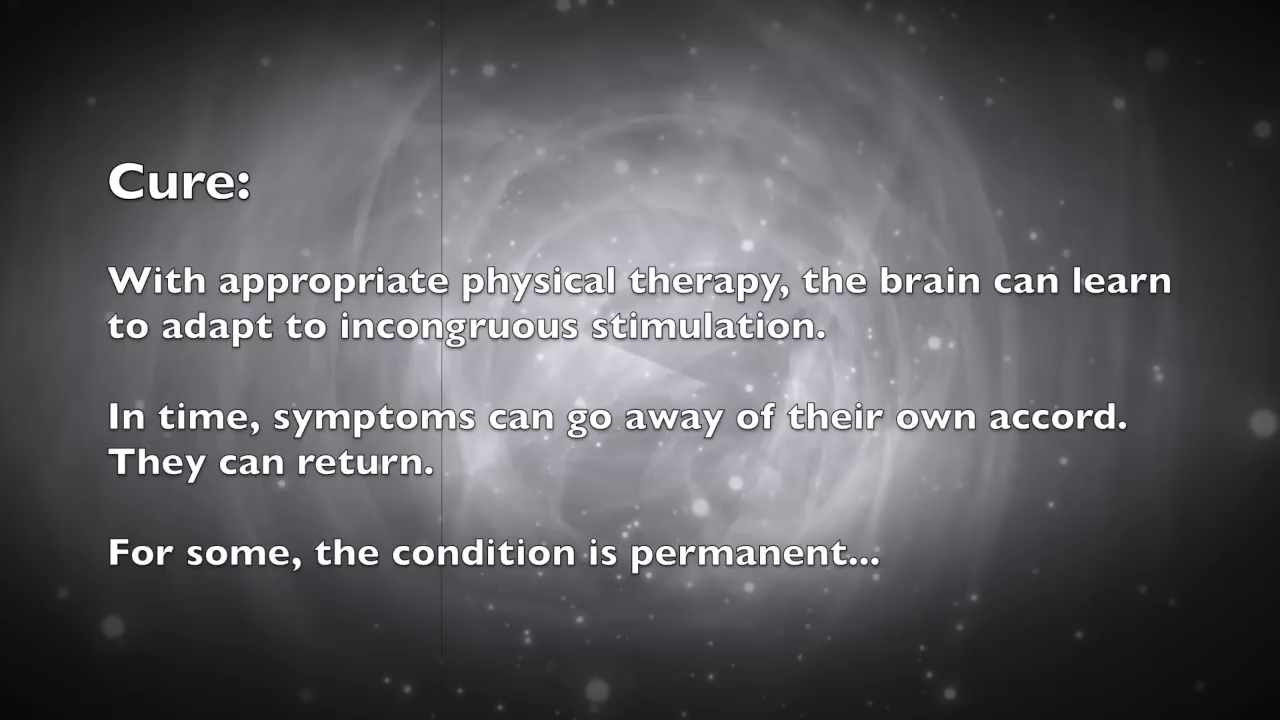 Cure:
With appropriate physical therapy, the brain can learn
to adapt to incongruous stimulation.
In time, symptoms can go away of their own accord.
They can return.
For some, the condition is permanent...